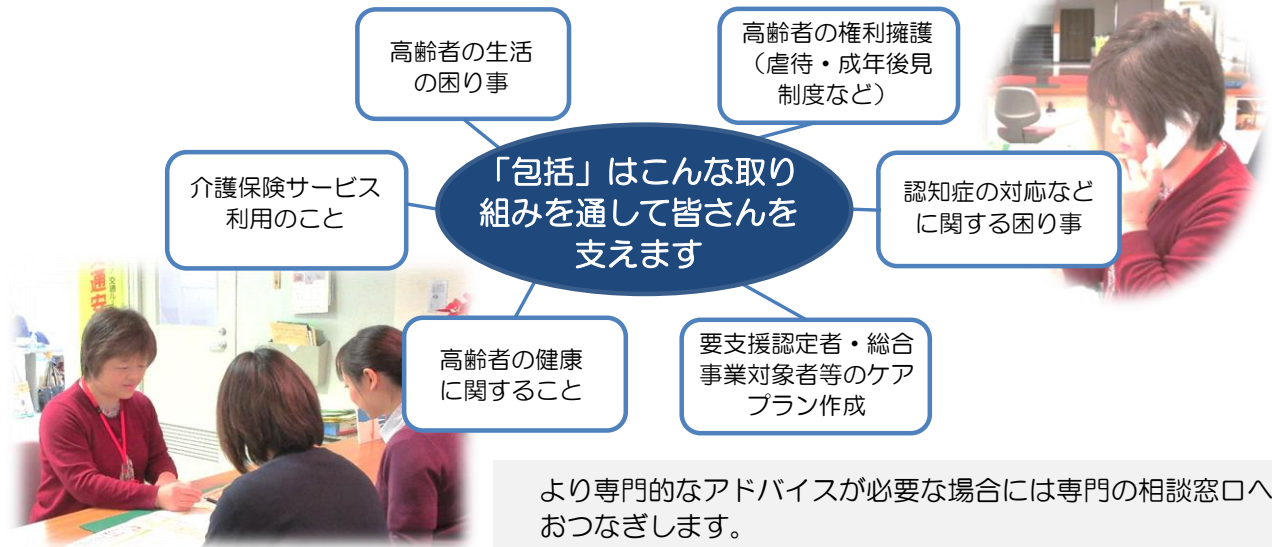 高齢者の生活
の困り事
高齢者の権利擁護
（虐待・成年後見
制度など）
「包括」はこんな取り
組みを通して皆さんを
支えます
介護保険サービス
利用のこと
認知症の対応など
に関する困り事
高齢者の健康
に関すること
要支援認定者・総合
事業対象者等のケア
プラン作成
より専門的なアドバイスが必要な場合には専門の相談窓口へ
おつなぎします。